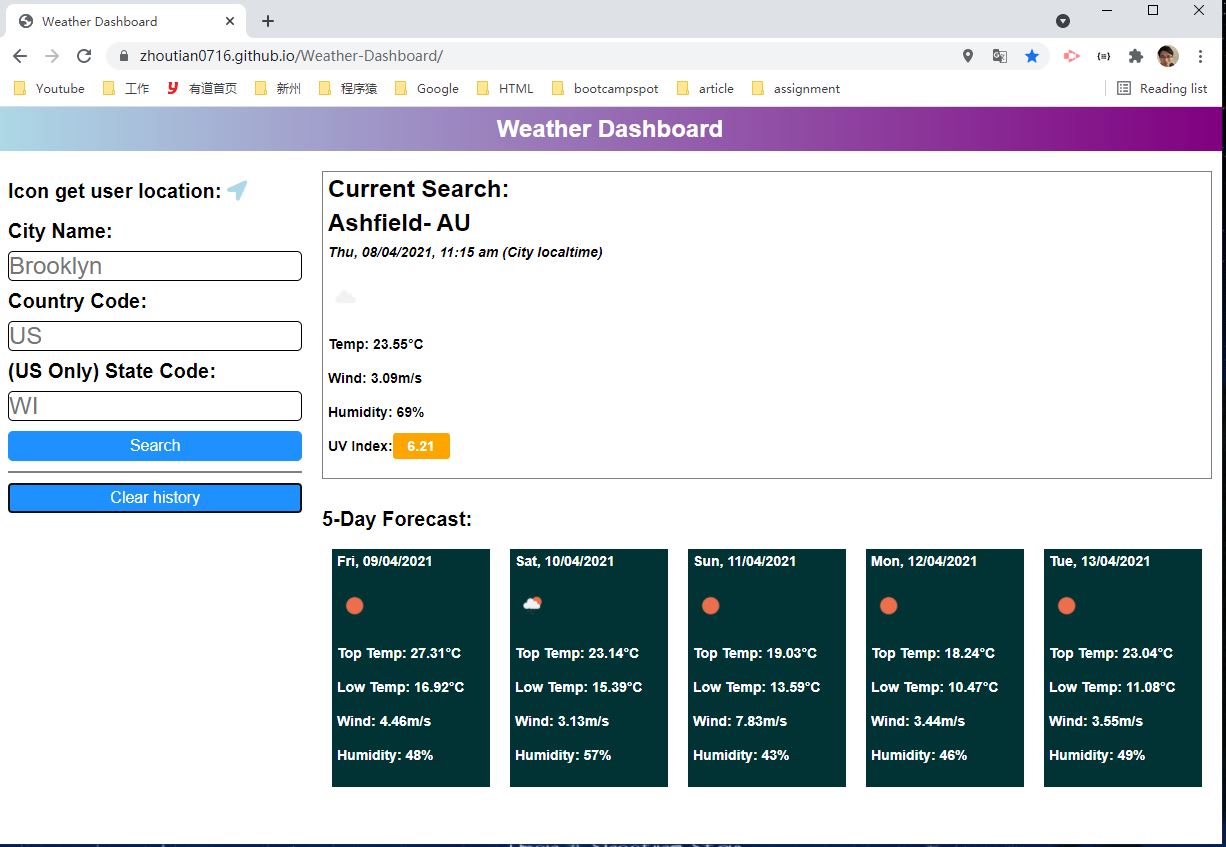 Weather Dashboard
zhoutian0716.github.io/Weather-Dashboard/
Youtube 工作 有道首页 新州 程序猿 Google HTML bootcampspot article assignment Reading list
Weather Dashboard
Icon get user location:
City Name:
Brooklyn
Country Code:
US
(US Only) State Code:
WI
Search
Clear history
Current Search:
Ashfield- AU
Thu, 08/04/2021, 11:15 am (City localtime)
Temp: 23.55°C
Wind: 3.09m/s
Humidity: 69%
UV Index: 6.21
5-Day Forecast:
Fri, 09/04/2021
Top Temp: 27.31°C
Low Temp: 16.92°C
Wind: 4.46m/s
Humidity: 48%
Sat, 10/04/2021
Top Temp: 23.14°C
Low Temp: 15.39°C
Wind: 3.13m/s
Humidity: 57%
Sun, 11/04/2021
Top Temp: 19.03°C
Low Temp: 13.59°C
Wind: 7.83m/s
Humidity: 43%
Mon, 12/04/2021
Top Temp: 18.24°C
Low Temp: 10.47°C
Wind: 3.44m/s
Humidity: 46%
Tue, 13/04/2021
Top Temp: 23.04°C
Low Temp: 11.08°C
Wind: 3.55m/s
Humidity: 49%